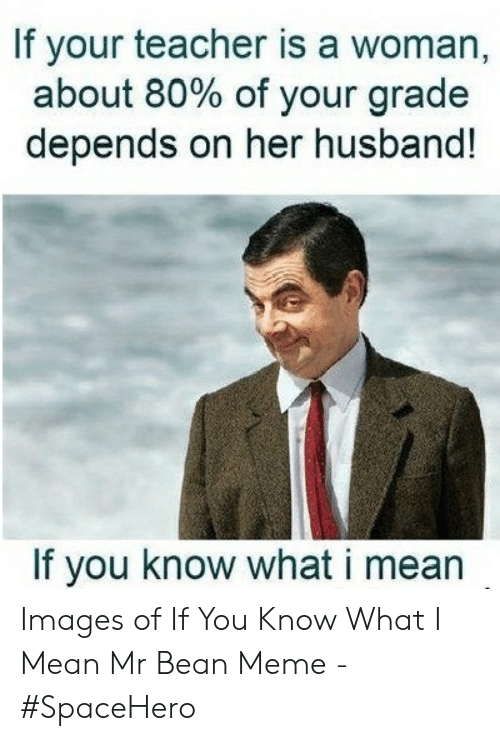 If your teacher is a woman,
about 80% of your grade
depends on her husband!
If you know what i mean
Images of If You Know What I
Mean Mr Bean Meme -
#SpaceHero